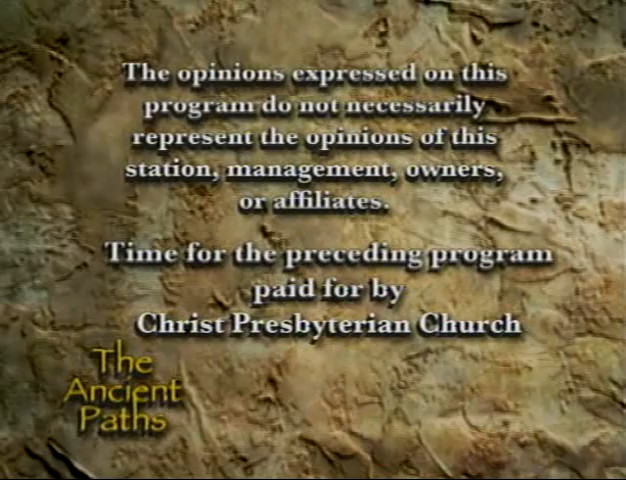 The opinions expressed on this
program do not necessarily
represent the opinions of this
station, management, owners,
or affiliates.
Time for the preceding program
paid for by
Christ Presbyterian Church
The
Ancient
Paths